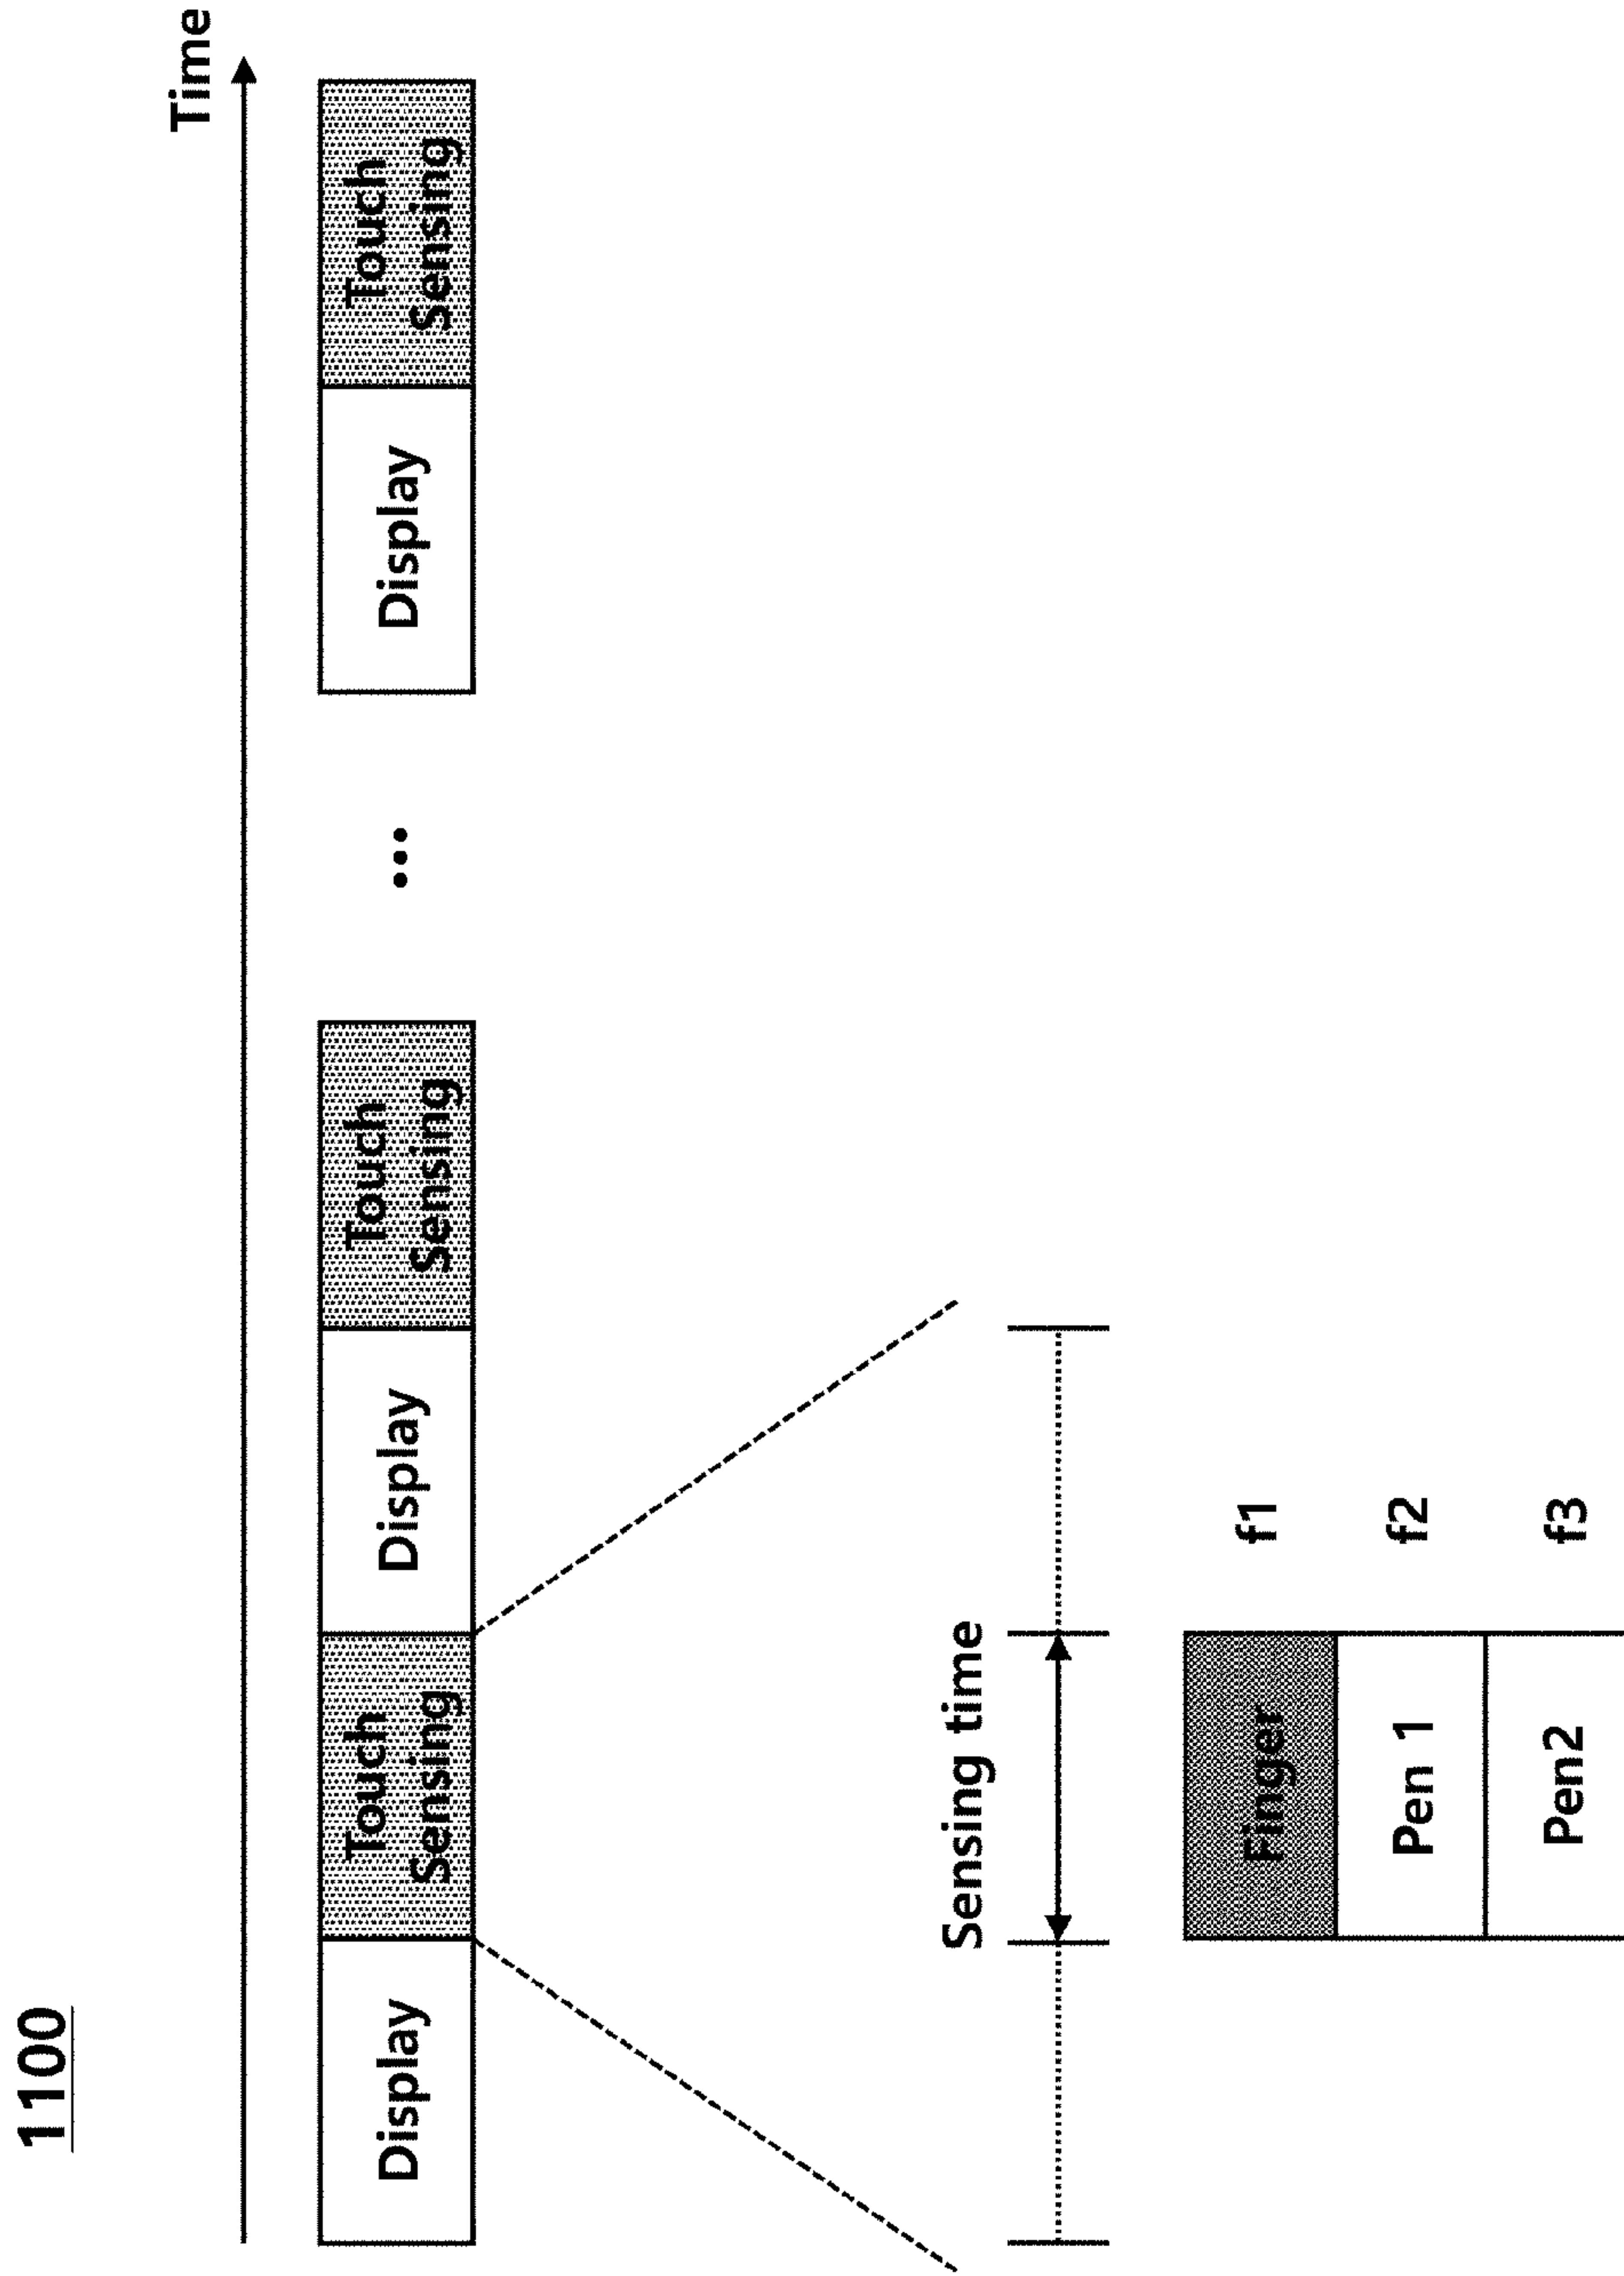 1100
Time
Display
Touch
Sensing
Display
Touch
Sensing
...
Display
Touch
Sensing
Sensing time
Finger
f1
Pen 1
f2
Pen2
f3